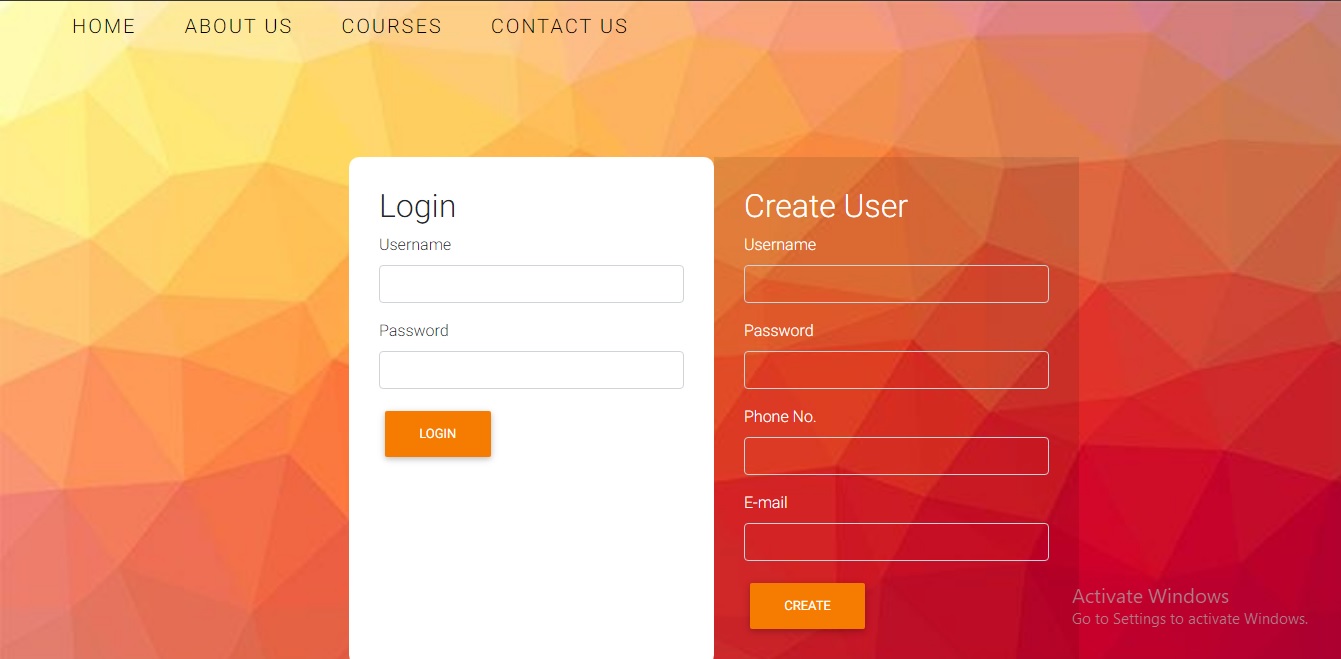 HOME ABOUT US COURSES CONTACT US
Login
Username
Password
LOGIN
Create User
Username
Password
Phone No.
E-mail
CREATE
Activate Windows
Go to Settings to activate Windows.